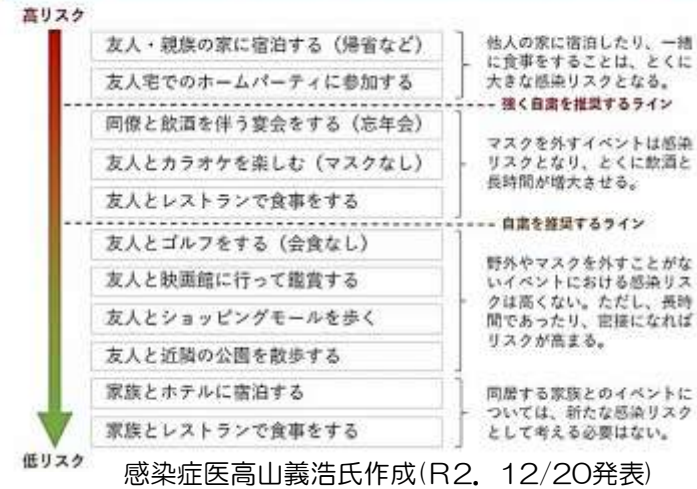 高リスク
友人・親族の家に宿泊する（帰省など）
友人宅でのホームパーティに参加する
他人の家に宿泊したり、一緒
に食事をすることは、とくに
大きな感染リスクとなる。
強く自粛を推奨するライン
同僚と飲酒を伴う宴会をする（忘年会）
友人とカラオケを楽しむ（マスクなし）
友人とレストランで食事をする
マスクを外すイベントは感染
リスクとなり、とくに飲酒と
長時間が増大させる。
自粛を推奨するライン
友人とゴルフをする（会食なし）
友人と映画館に行って鑑賞する
友人とショッピングモールを歩く
友人と近隣の公園を散歩する
野外やマスクを外すことがな
いイベントにおける感染リス
クは高くない。ただし、長時
間であったり、密接になれば
リスクが高まる。
家族とホテルに宿泊する
家族とレストランで食事をする
同居する家族とのイベントに
ついては、新たな感染リスク
として考える必要はない。
低リスク
感染症医高山義浩氏作成(R2．12/20発表)